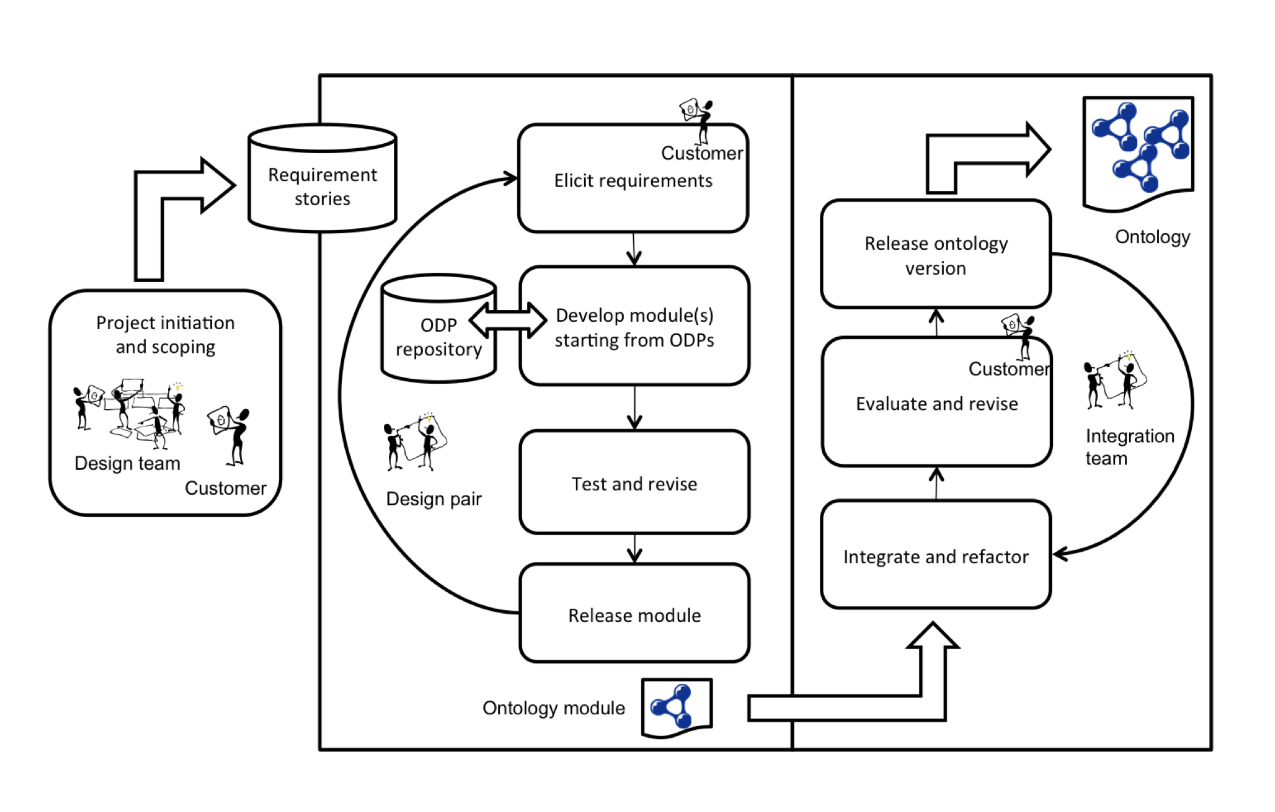 Project initiation
and scoping
Design team
Customer
Requirement
stories
Customer
Elicit requirements
ODP
repository
Develop module(s)
starting from ODPs
Design pair
Test and revise
Release module
Ontology module
Ontology
Release ontology
version
Customer
Evaluate and revise
Integration
team
Integrate and refactor